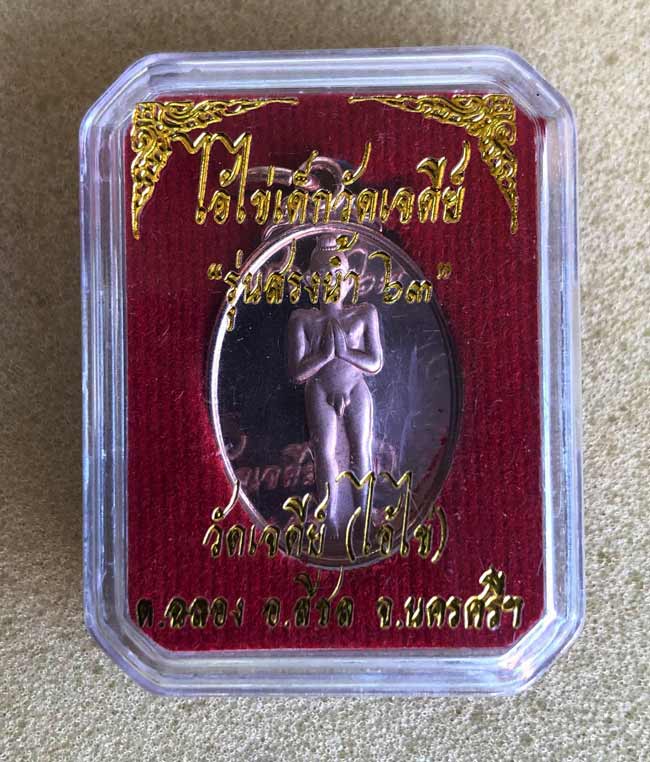 ไอ้ไข่เด็กวัดเจดีย์
"รุ่นสรงน้ำ ๖๓"
วัดเจดีย์ (ไอ้ไข่)
ต.ฉลอง อ.สิชล จ.นครศรีฯ